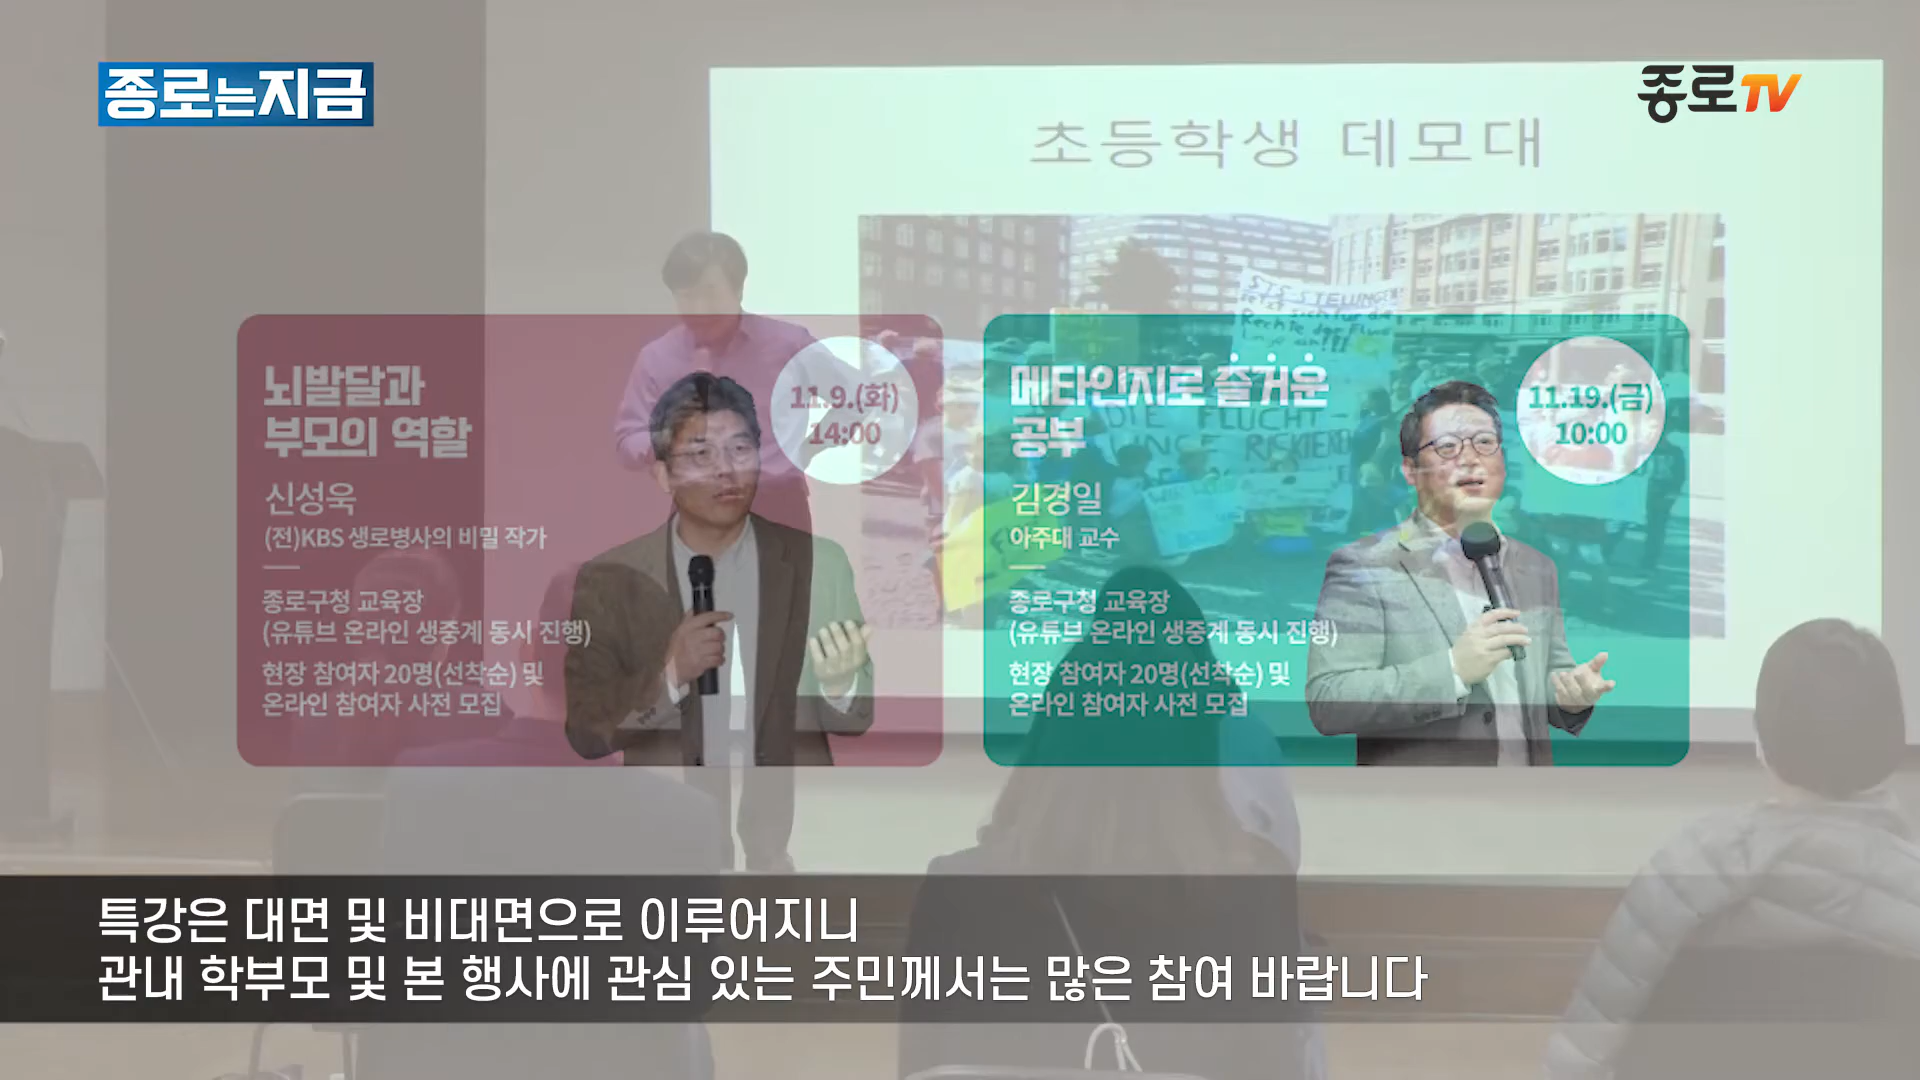 종로는지금
종로TV
초등학생 데모대
뇌발달과
부모의 역할
11.9.(화)
14:00
신성욱
(전)KBS 생로병사의 비밀 작가
종로구청 교육장
(유튜브 온라인 생중계 동시 진행)
현장 참여자 20명(선착순) 및
온라인 참여자 사전 모집
메타인지로 즐거운
공부
11.19.(금)
10:00
김경일
아주대 교수
종로구청 교육장
(유튜브 온라인 생중계 동시 진행)
현장 참여자 20명(선착순) 및
온라인 참여자 사전 모집
Rechte der
DIE FLUCHT
RISKIEREN
특강은 대면 및 비대면으로 이루어지니
관내 학부모 및 본 행사에 관심 있는 주민께서는 많은 참여 바랍니다